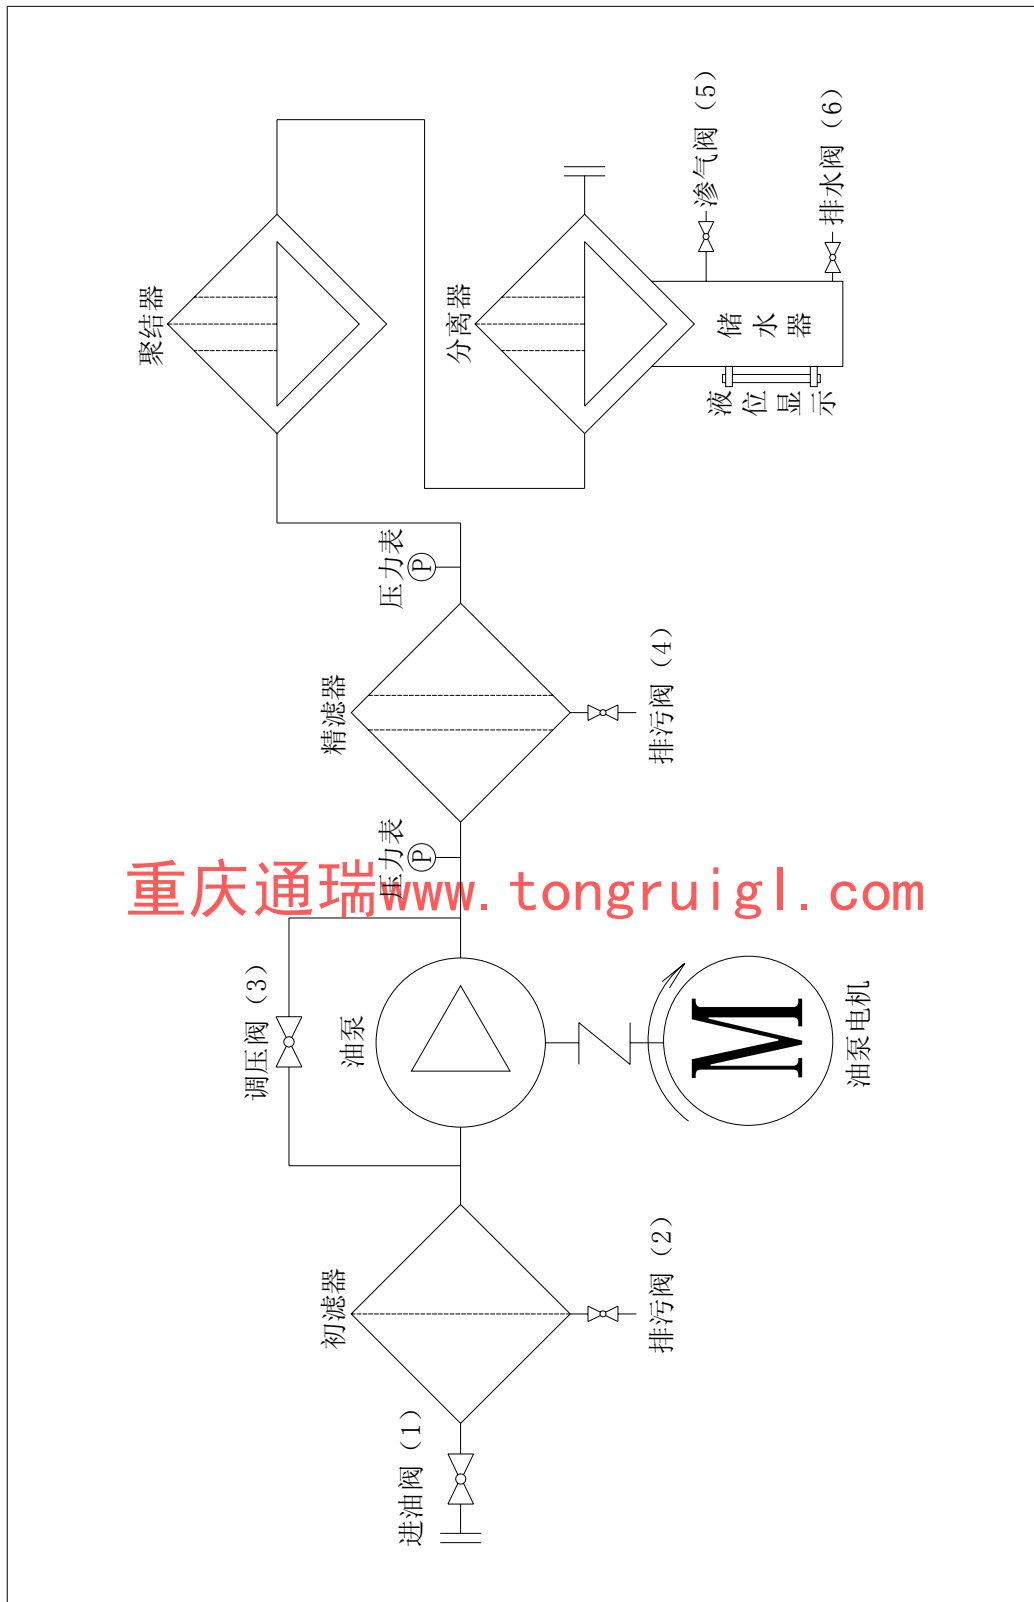 聚结器
分离器
渗气阀（5）
排水阀（6）
储水器
液位显示
压力表
P
精滤器
排污阀（4）
压力表
P
重庆通瑞www.tongruigl.com
调压阀（3）
油泵
M
油泵电机
初滤器
排污阀（2）
进油阀（1）